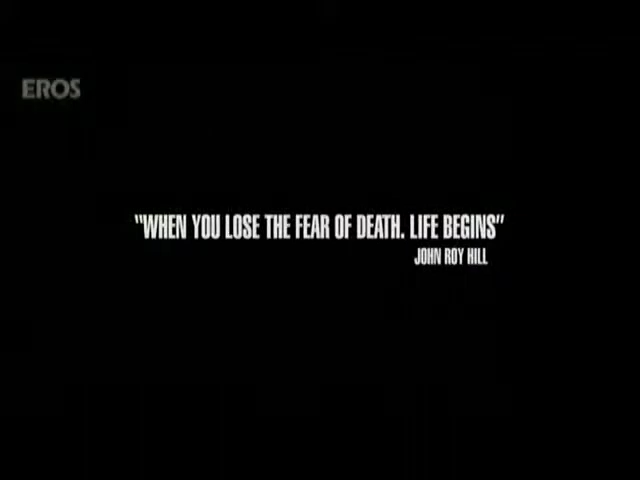 EROS
"WHEN YOU LOSE THE FEAR OF DEATH. LIFE BEGINS"
JOHN ROY HILL